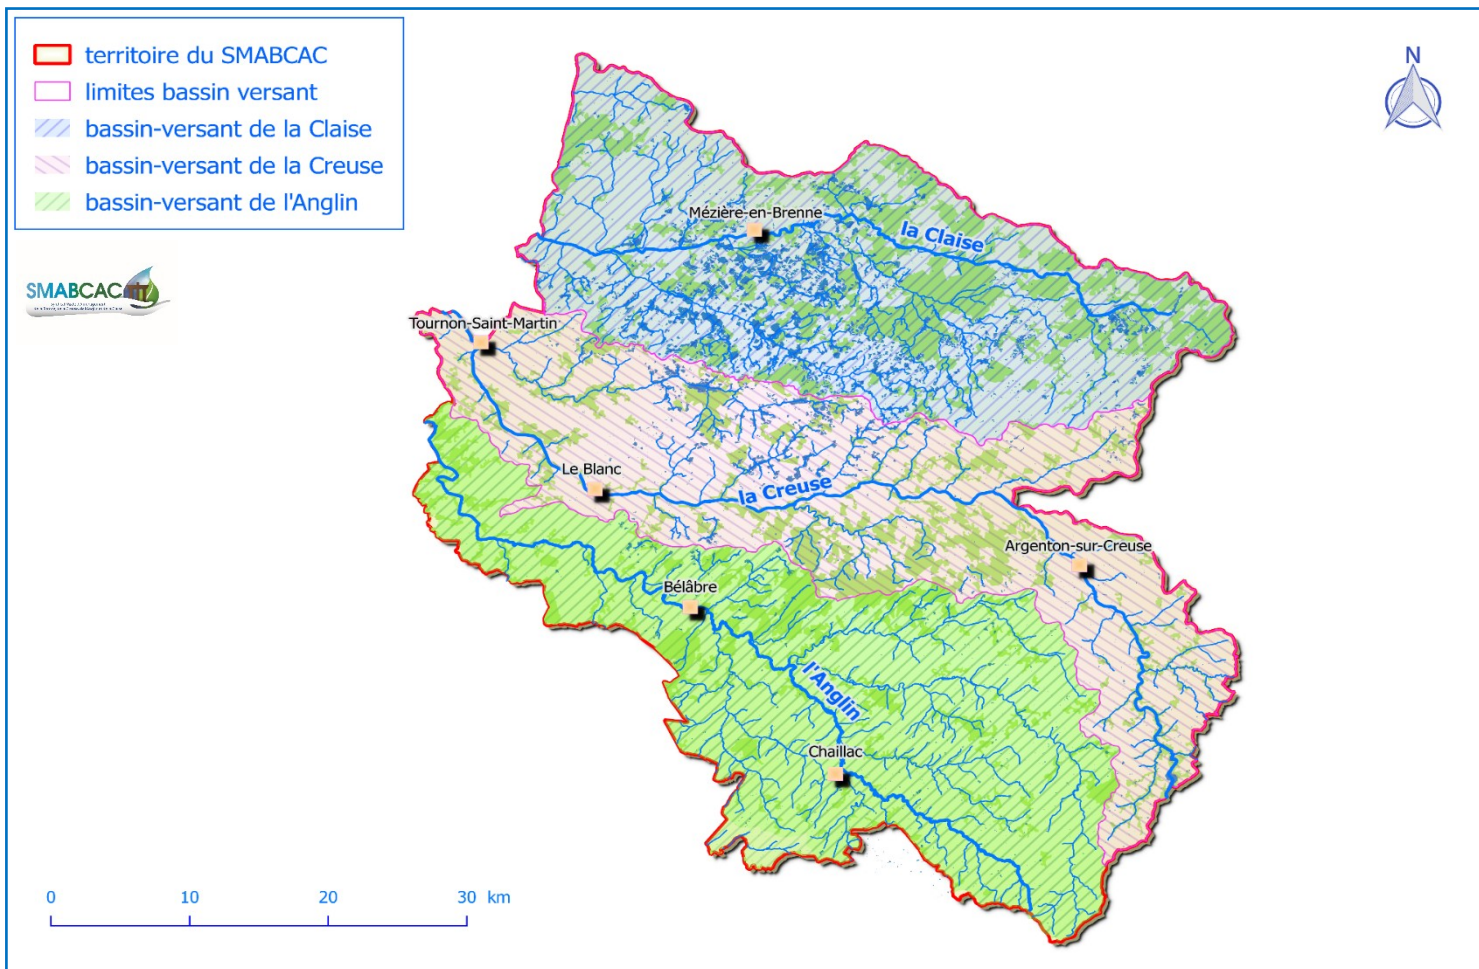 territoire du SMABCAC
limites bassin versant
bassin-versant de la Claise
bassin-versant de la Creuse
bassin-versant de l'Anglin
SMABCAC
N
Mézière-en-Brenne
la Claise
Tournon-Saint-Martin
Le Blanc
la Creuse
Argenton-sur-Creuse
Bélâbre
l'Anglin
Chaillac
0 10 20 30 km